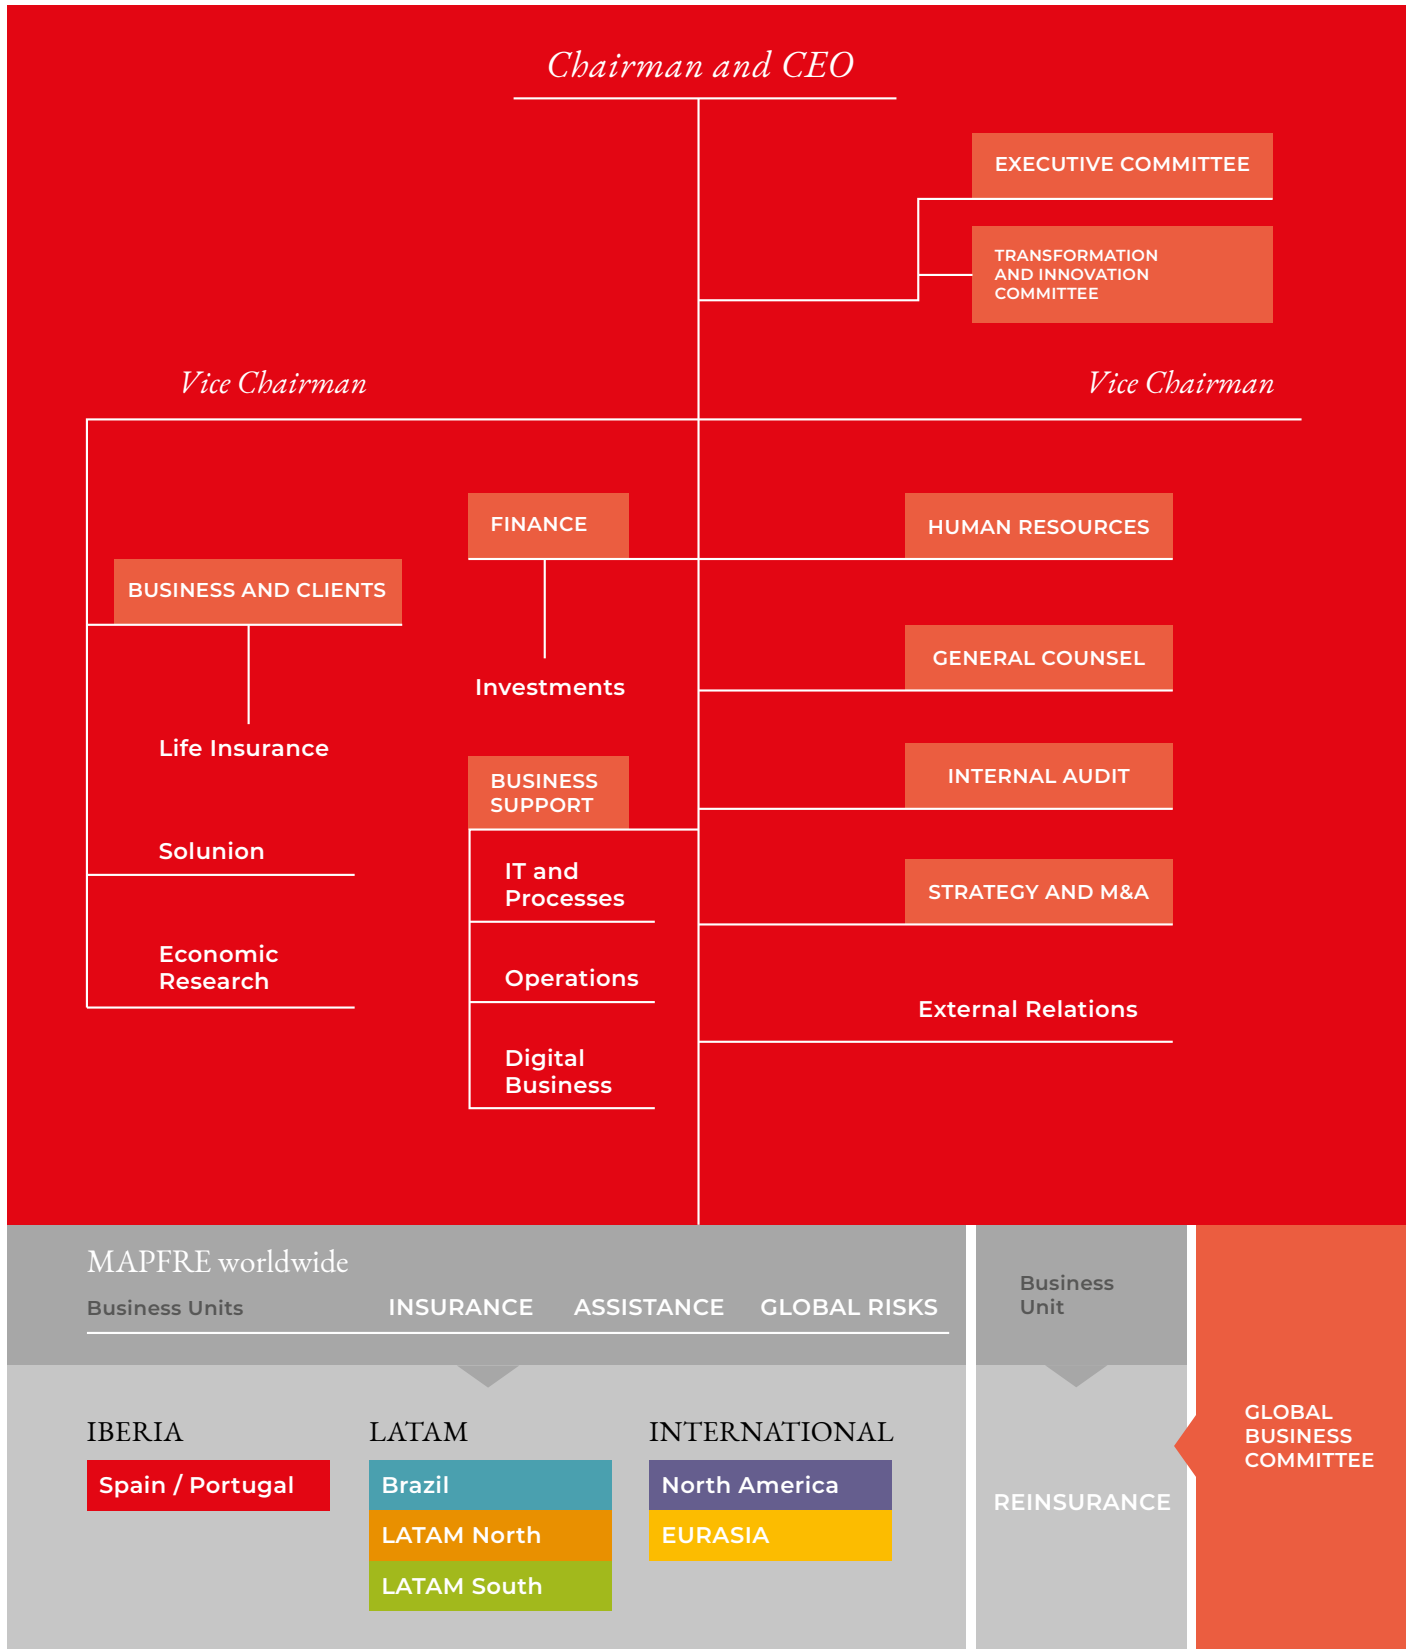 Chairman and CEO
EXECUTIVE COMMITTEE
TRANSFORMATION
AND INNOVATION
COMMITTEE
Vice Chairman
Vice Chairman
BUSINESS AND CLIENTS
Life Insurance
Solunion
Economic
Research
FINANCE
Investments
BUSINESS
SUPPORT
IT and
Processes
Operations
Digital
Business
HUMAN RESOURCES
GENERAL COUNSEL
INTERNAL AUDIT
STRATEGY AND M&A
External Relations
MAPFRE worldwide
Business Units
INSURANCE
ASSISTANCE
GLOBAL RISKS
IBERIA
Spain / Portugal
LATAM
Brazil
LATAM North
LATAM South
INTERNATIONAL
North America
EURASIA
Business
Unit
REINSURANCE
GLOBAL
BUSINESS
COMMITTEE